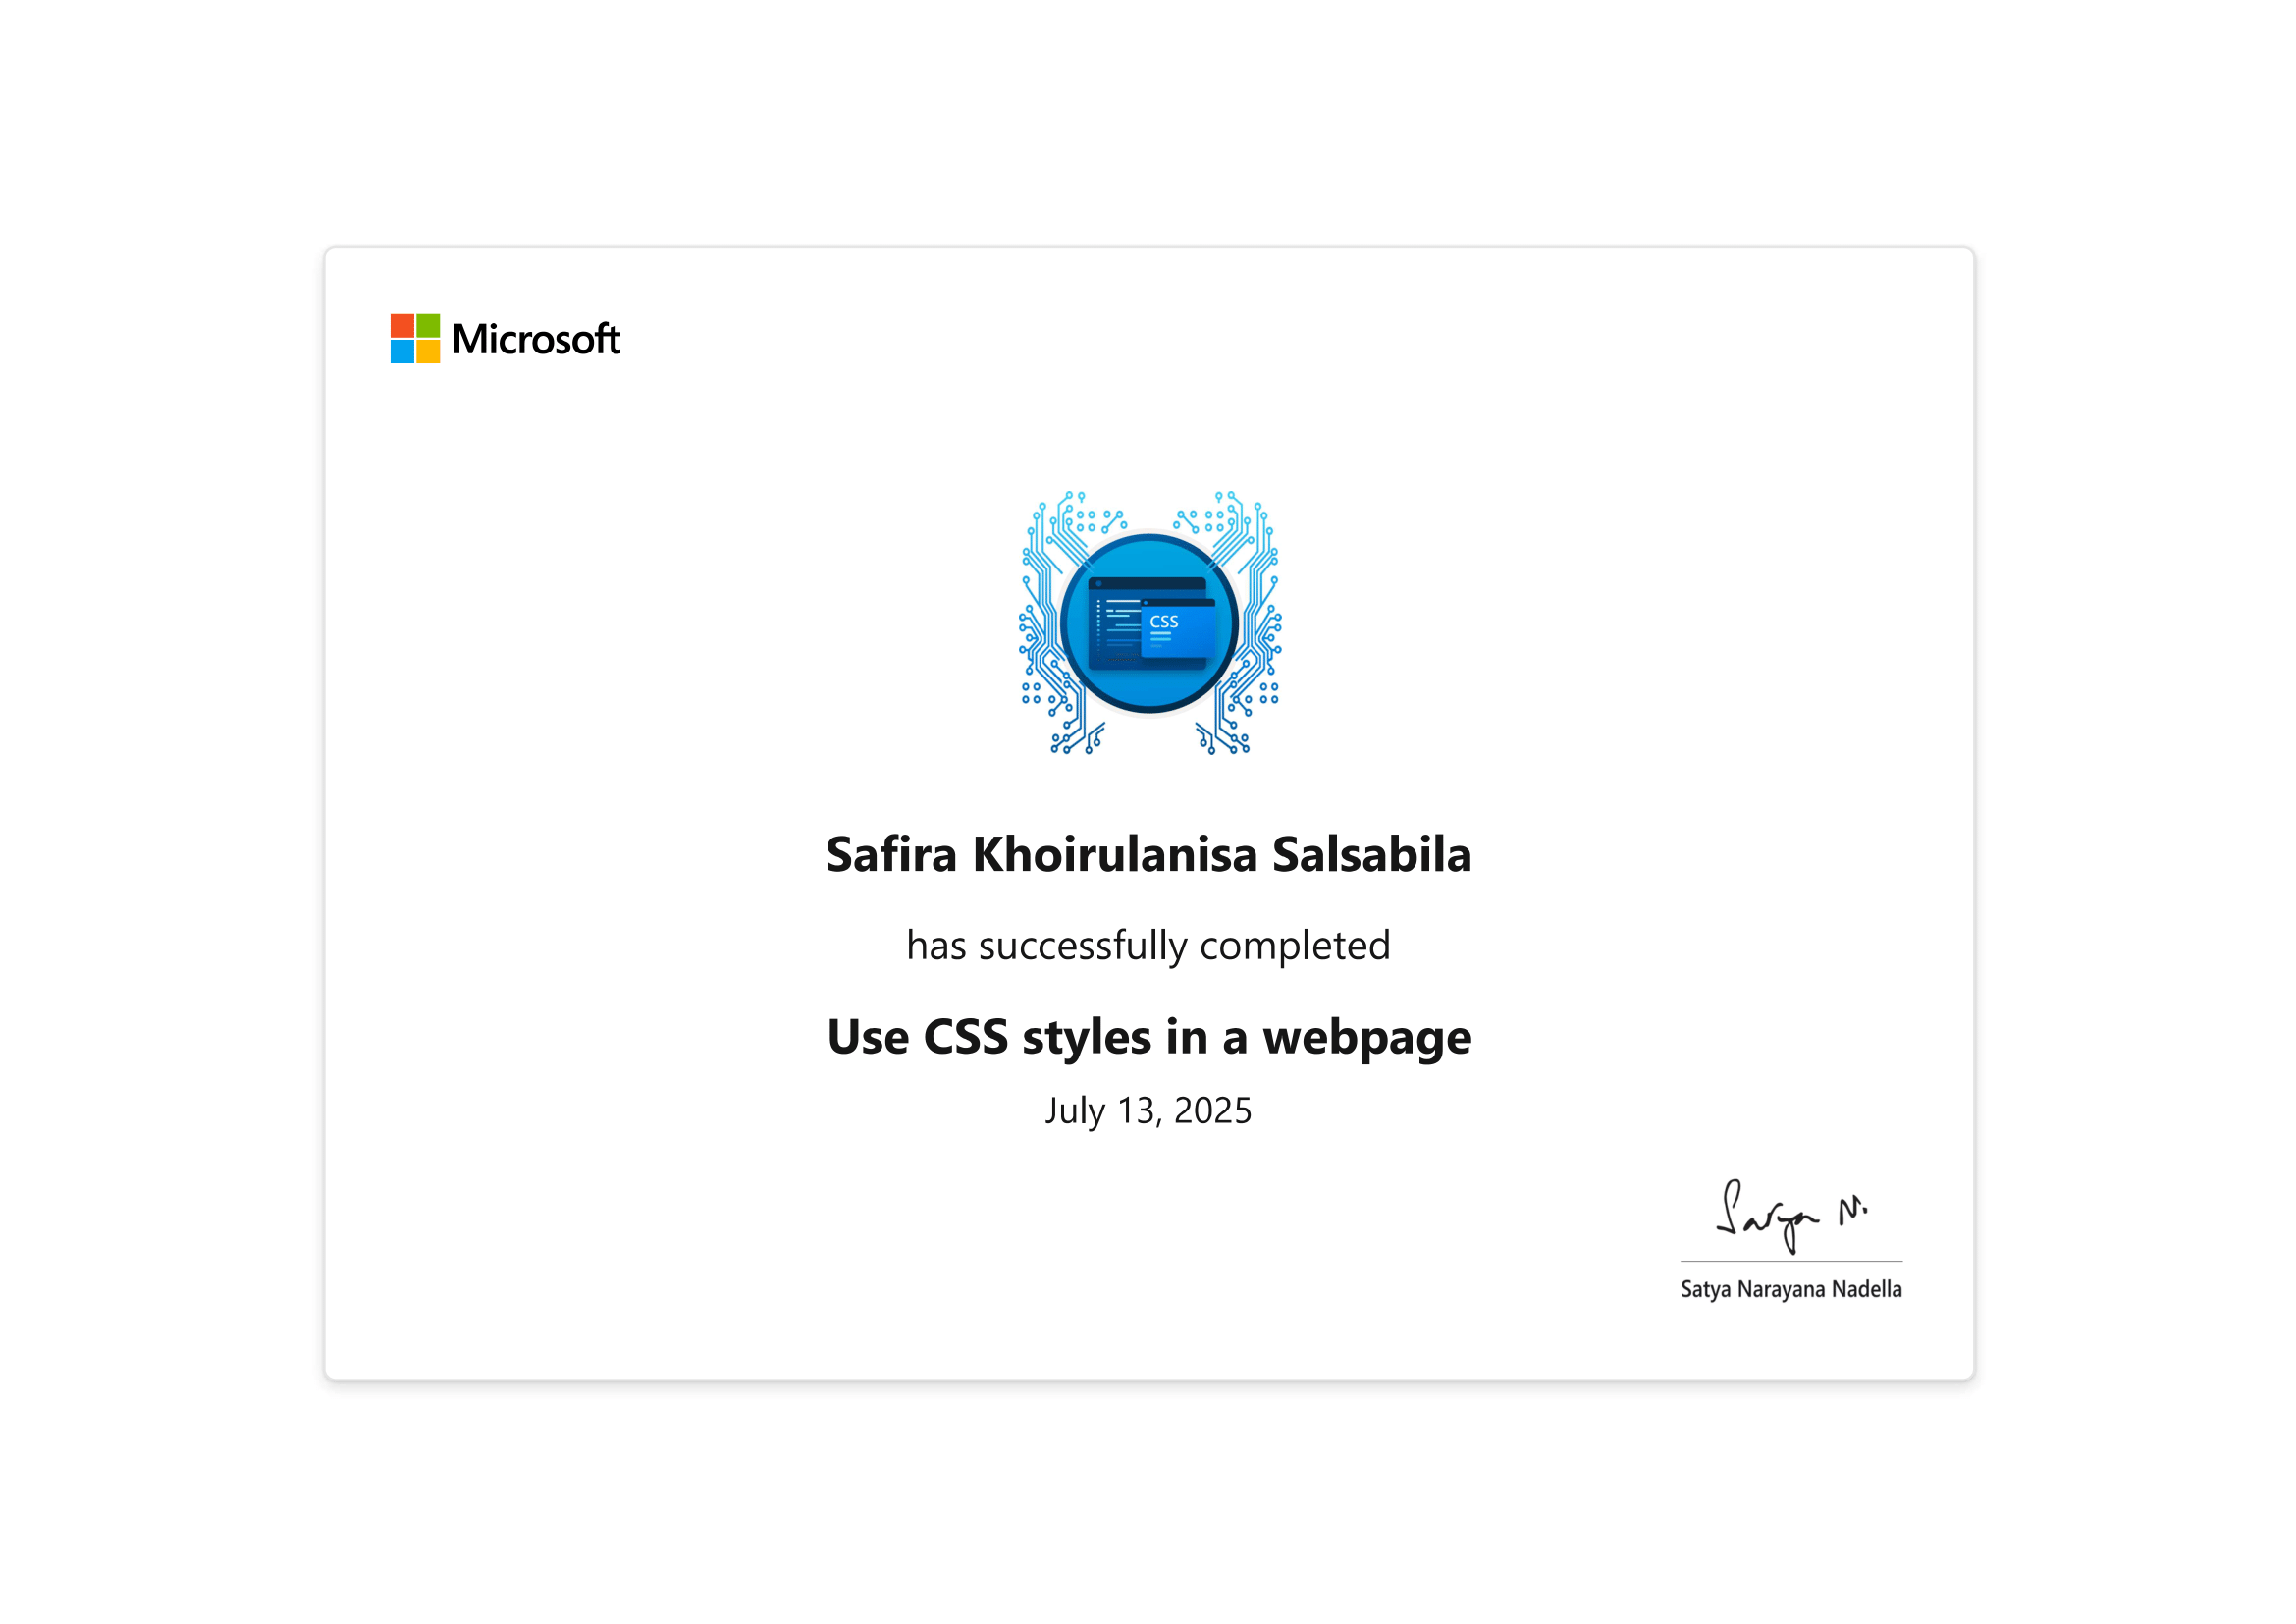 Microsoft
CSS
Safira Khoirulanisa Salsabila
has successfully completed
Use CSS styles in a webpage
July 13, 2025
Satya N.
Satya Narayana Nadella